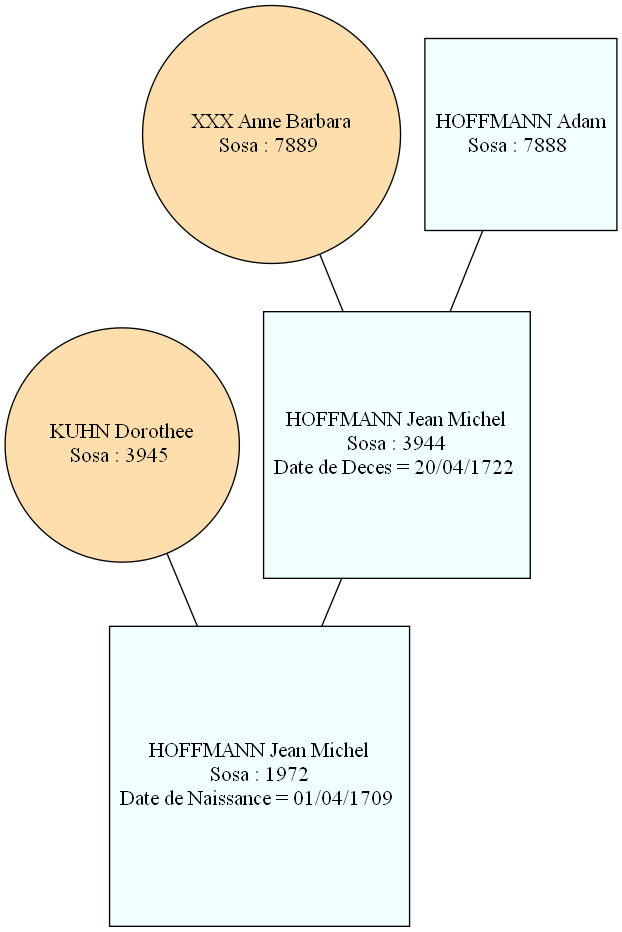 XXX Anne Barbara
Sosa : 7889
HOFFMANN Adam
Sosa : 7888
HOFFMANN Jean Michel
Sosa : 3944
Date de Deces = 20/04/1722
KUHN Dorothee
Sosa : 3945
HOFFMANN Jean Michel
Sosa : 1972
Date de Naissance = 01/04/1709